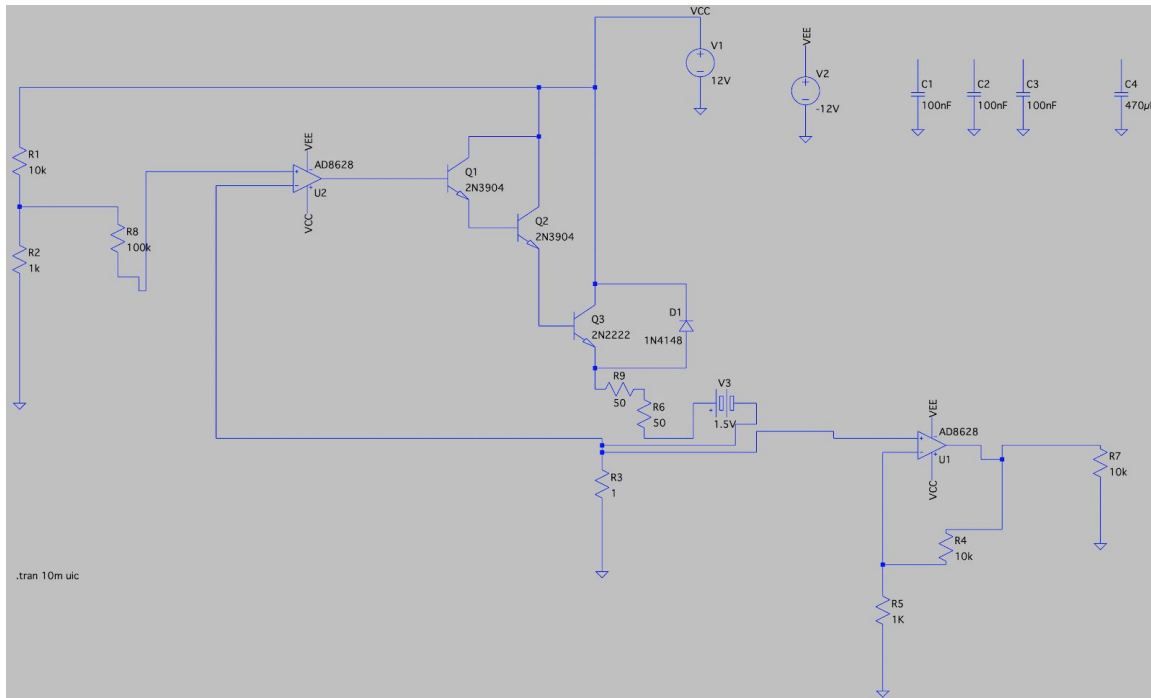 VCC
V1
12V
VEE
V2
-12V
C1
100nF
C2
100nF
C3
100nF
C4
R1
10k
VEE
AD8628
U2
VCC
Q1
2N3904
R8
100k
Q2
2N3904
R2
1k
Q3
2N2222
D1
1N4148
R9
50
R6
50
V3
1.5V
VEE
AD8628
U1
VCC
R7
10k
R3
1
R4
10k
.tran 10m uic
R5
1K